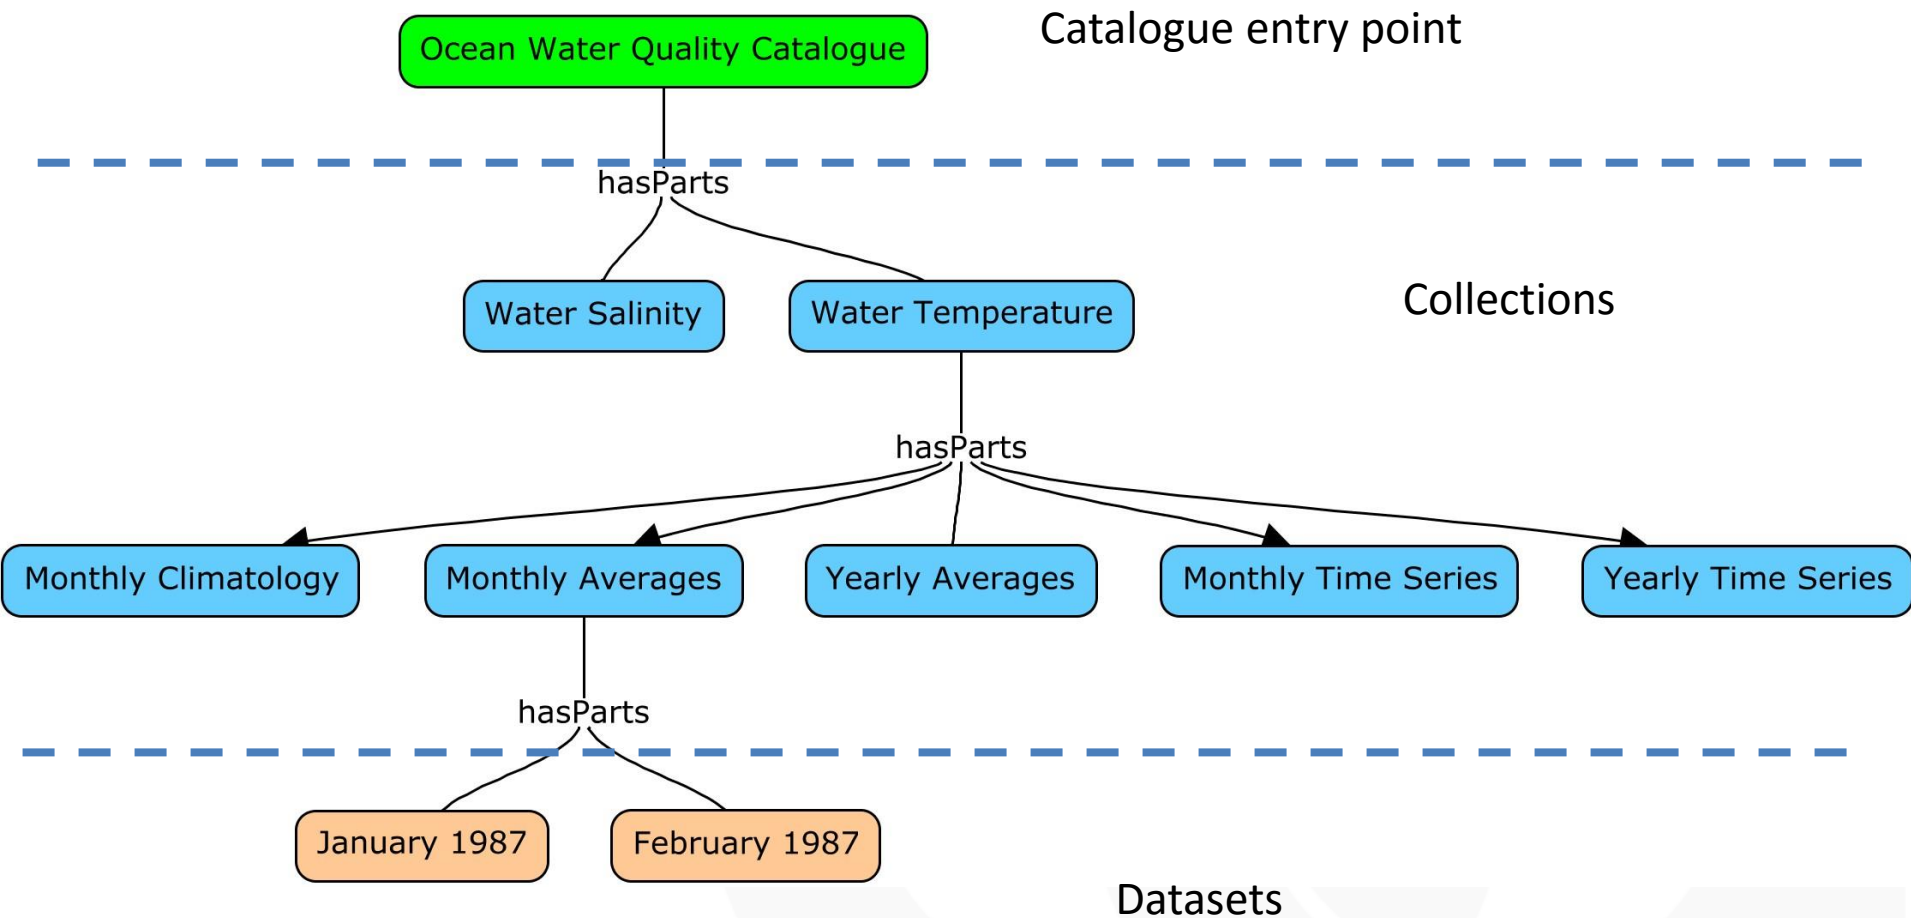 Catalogue entry point
Ocean Water Quality Catalogue
hasParts
Water Salinity
Water Temperature
Collections
hasParts
Monthly Climatology
Monthly Averages
Yearly Averages
Monthly Time Series
Yearly Time Series
hasParts
January 1987
February 1987
Datasets